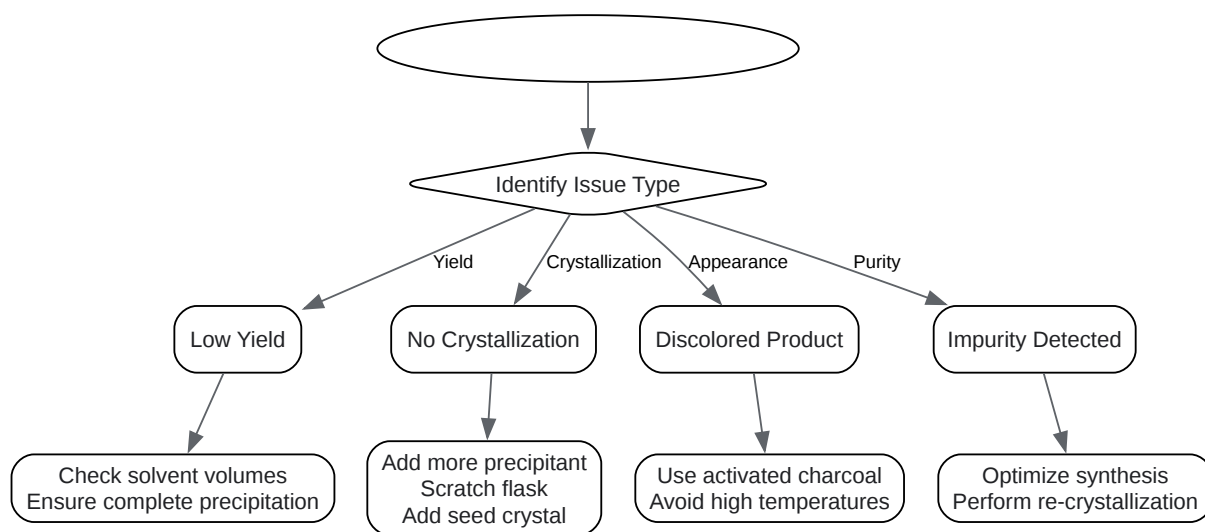 Identify Issue Type
Yield
Crystallization
Appearance
Purity
Low Yield
No Crystallization
Discolored Product
Impurity Detected
Check solvent volumes
Ensure complete precipitation
Add more precipitant
Scratch flask
Add seed crystal
Use activated charcoal
Avoid high temperatures
Optimize synthesis
Perform re-crystallization